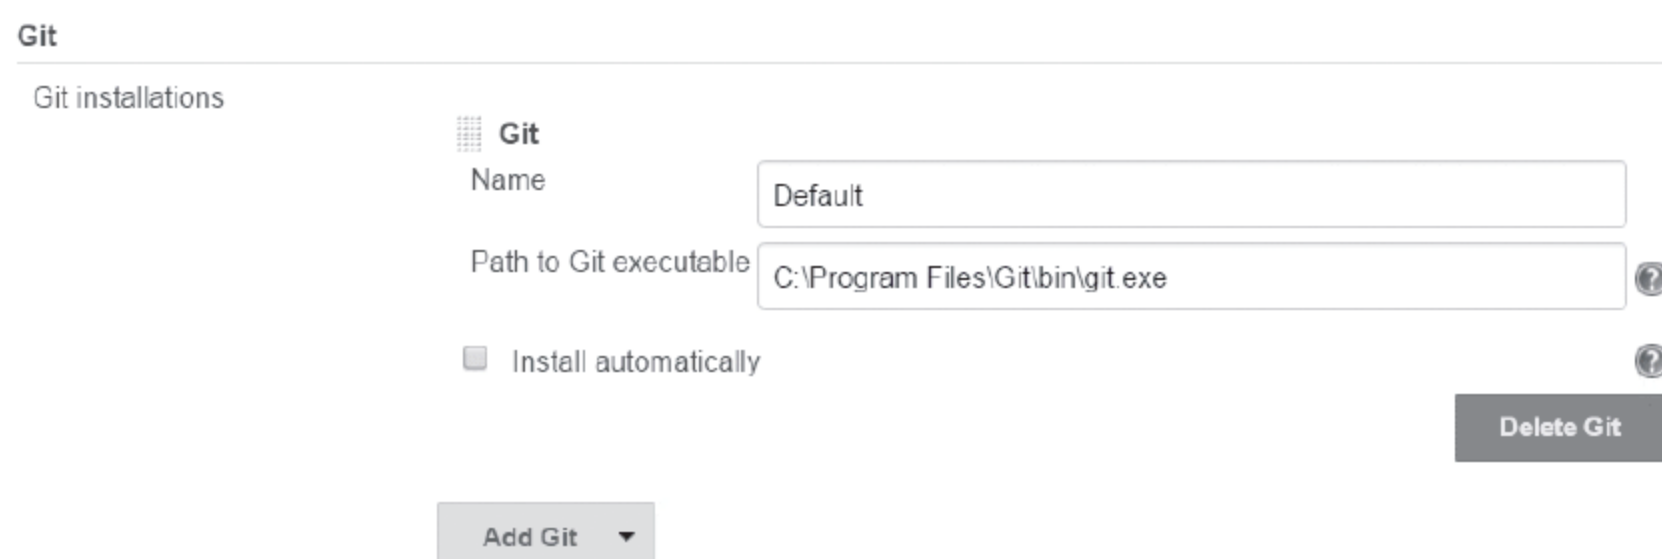 Git
Git installations
Git
Name
Default
Path to Git executable
C:\Program Files\Git\bin\git.exe
?
Install automatically
?
Delete Git
Add Git